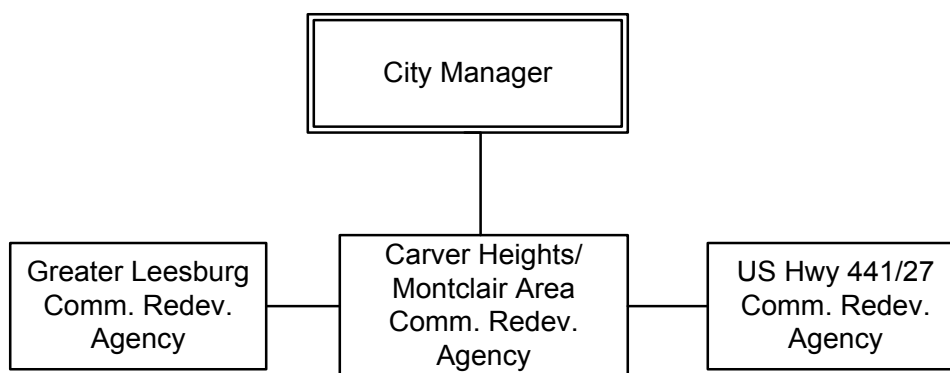 City Manager
Greater Leesburg
Comm. Redev.
Agency
Carver Heights/
Montclair Area
Comm. Redev.
Agency
US Hwy 441/27
Comm. Redev.
Agency